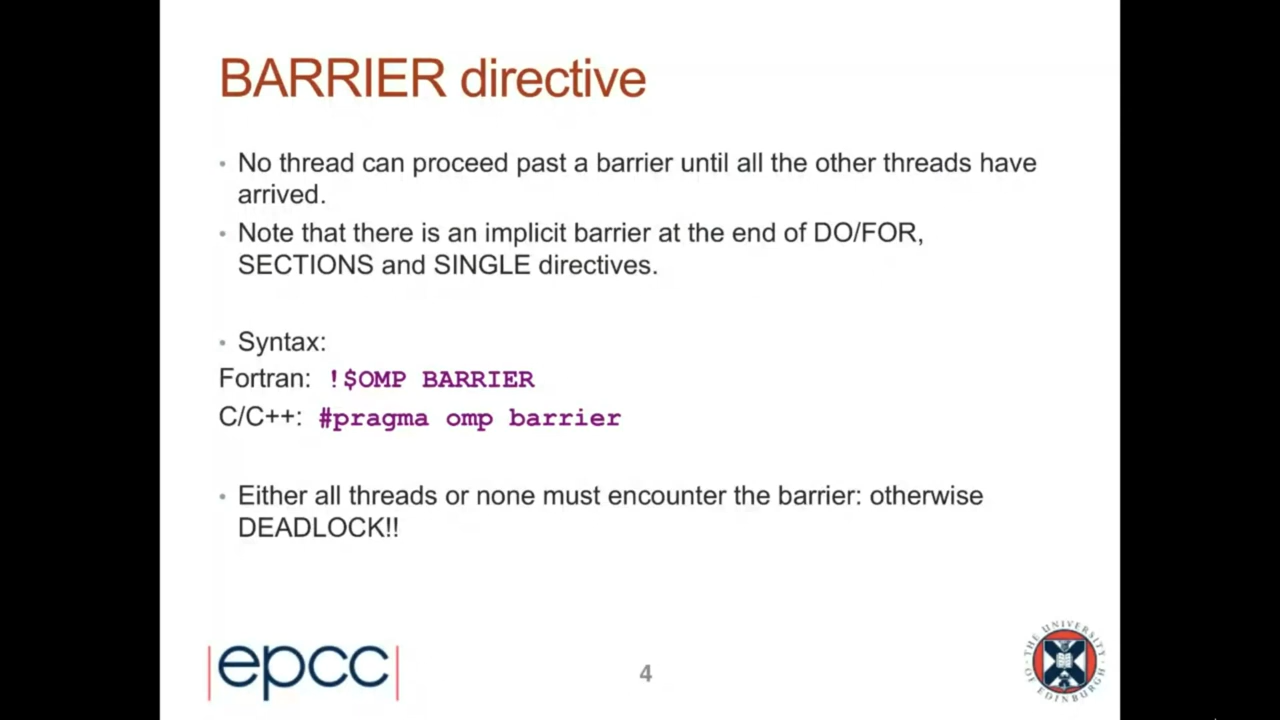 BARRIER directive
• No thread can proceed past a barrier until all the other threads have
arrived.
• Note that there is an implicit barrier at the end of DO/FOR,
SECTIONS and SINGLE directives.
• Syntax:
Fortran: !$OMP BARRIER
C/C++: #pragma omp barrier
• Either all threads or none must encounter the barrier: otherwise
DEADLOCK!!
epcc
4
THE UNIVERSITY
OF EDINBURGH